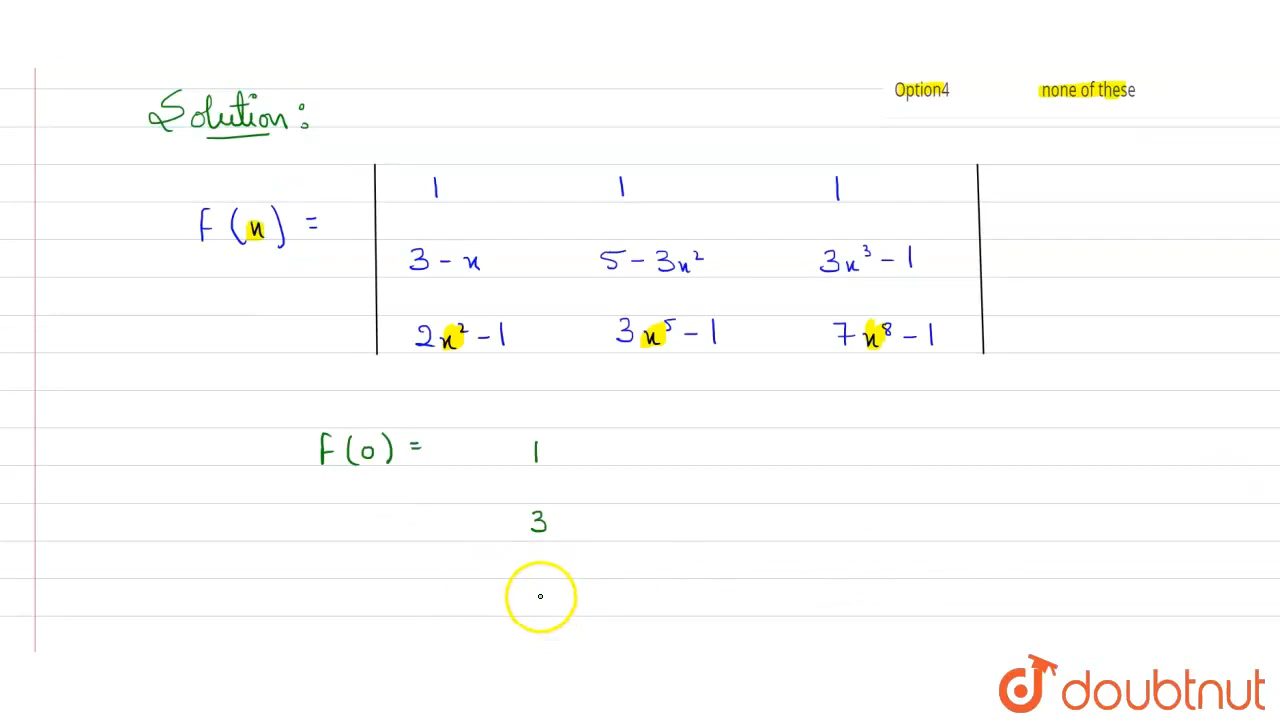 Option4 none of these
Solution:
F(x) = | 1 1 1 |
3 - x 5 - 3x² 3x³ - 1
2x² - 1 3x⁵ - 1 7x⁸ - 1
F(0) = 1
3
doubtnut